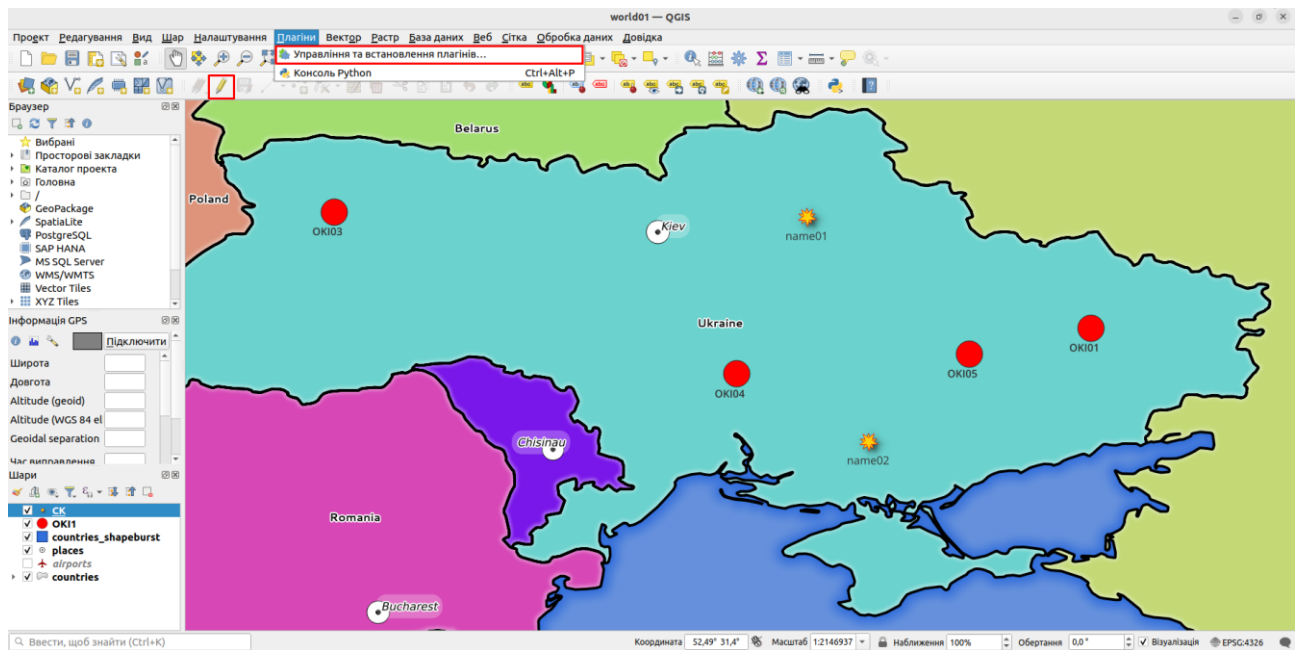 world01 — QGIS
Проект Редагування Вид Шар Налаштування Плагіни Вектор Растр База даних Веб Сітка Обробка даних Довідка
Управління та встановлення плагінів...
Консоль Python Ctrl+Alt+P
Браузер
Вибрані
Просторові закладки
Каталог проекта
Головна
/
GeoPackage
SpatiaLite
PostgreSQL
SAP HANA
MS SQL Server
WMS/WMTS
Vector Tiles
XYZ Tiles
Інформація GPS
Підключити
Широта
Довгота
Altitude (geoid)
Altitude (WGS 84 el
Geoidal separation
Час виправлення
Шари
СК
OKI1
countries_shapeburst
places
airports
countries
Belarus
Poland
OKI03
Kiev
name01
Ukraine
OKI01
OKI05
OKI04
Chisinau
name02
Romania
Bucharest
Ввести, щоб знайти (Ctrl+K)
Координата 52,49° 31,4° Масштаб 1:2146937 Наближення 100% Обертання 0,0 ° Візуалізація EPSG:4326